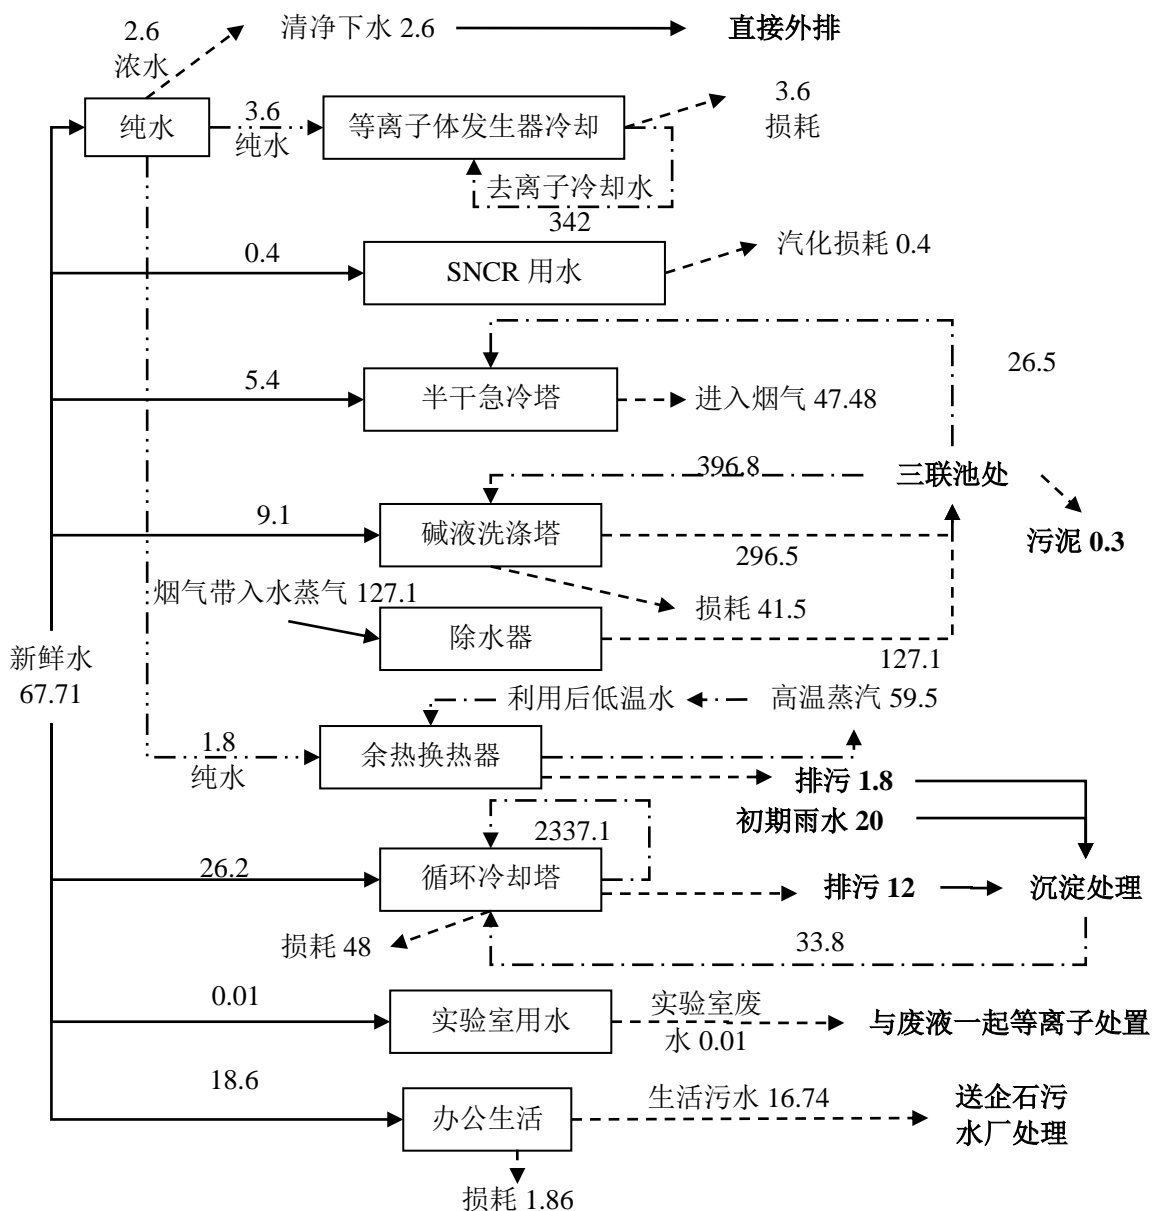 2.6
浓水
清净下水 2.6
直接外排
纯水
3.6
纯水
等离子体发生器冷却
3.6
损耗
去离子冷却水
342
0.4
SNCR 用水
汽化损耗 0.4
26.5
5.4
半干急冷塔
进入烟气 47.48
396.8
三联池处
9.1
碱液洗涤塔
296.5
污泥 0.3
烟气带入水蒸气 127.1
损耗 41.5
除水器
127.1
新鲜水
67.71
利用后低温水
高温蒸汽 59.5
1.8
纯水
余热换热器
排污 1.8
初期雨水 20
2337.1
26.2
循环冷却塔
排污 12
沉淀处理
损耗 48
33.8
0.01
实验室用水
实验室废
水 0.01
与废液一起等离子处置
18.6
办公生活
生活污水 16.74
送企石污
水厂处理
损耗 1.86